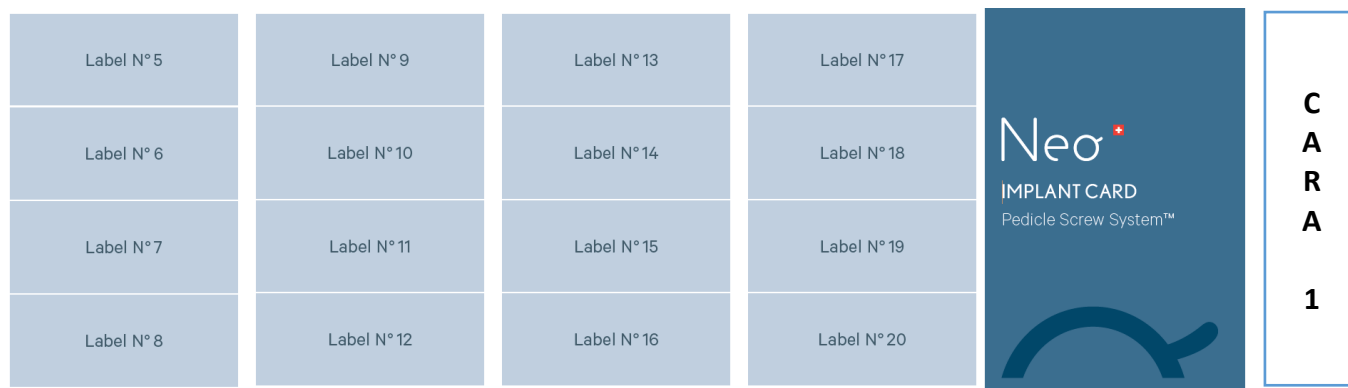 Label N° 5
Label N° 6
Label N° 7
Label N° 8
Label N° 9
Label N° 10
Label N° 11
Label N° 12
Label N° 13
Label N° 14
Label N° 15
Label N° 16
Label N° 17
Label N° 18
Label N° 19
Label N° 20
Neo
IMPLANT CARD
Pedicle Screw System™
C
A
R
A
1